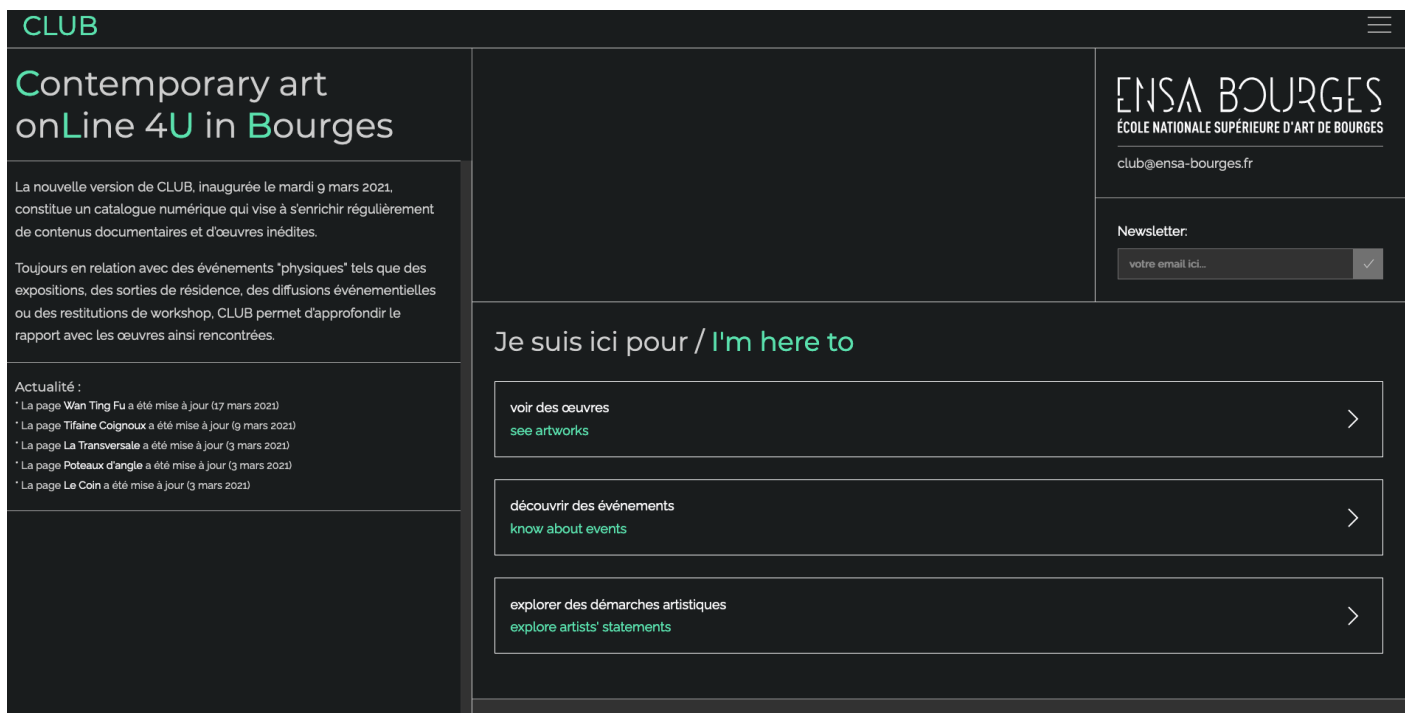 CLUB
Contemporary art
onLine 4U in Bourges
La nouvelle version de CLUB, inaugurée le mardi 9 mars 2021,
constitue un catalogue numérique qui vise à s'enrichir régulièrement
de contenus documentaires et d'œuvres inédites.
Toujours en relation avec des événements "physiques" tels que des
expositions, des sorties de résidence, des diffusions événementielles
ou des restitutions de workshop, CLUB permet d'approfondir le
rapport avec les œuvres ainsi rencontrées.
Actualité :
* La page Wan Ting Fu a été mise à jour (17 mars 2021)
* La page Tifaine Coignoux a été mise à jour (9 mars 2021)
* La page La Transversale a été mise à jour (3 mars 2021)
* La page Poteaux d'angle a été mise à jour (3 mars 2021)
* La page Le Coin a été mise à jour (3 mars 2021)
ENSA BOURGES
ÉCOLE NATIONALE SUPÉRIEURE D'ART DE BOURGES
club@ensa-bourges.fr
Newsletter:
votre email ici...
Je suis ici pour / I'm here to
voir des œuvres
see artworks
découvrir des événements
know about events
explorer des démarches artistiques
explore artists' statements